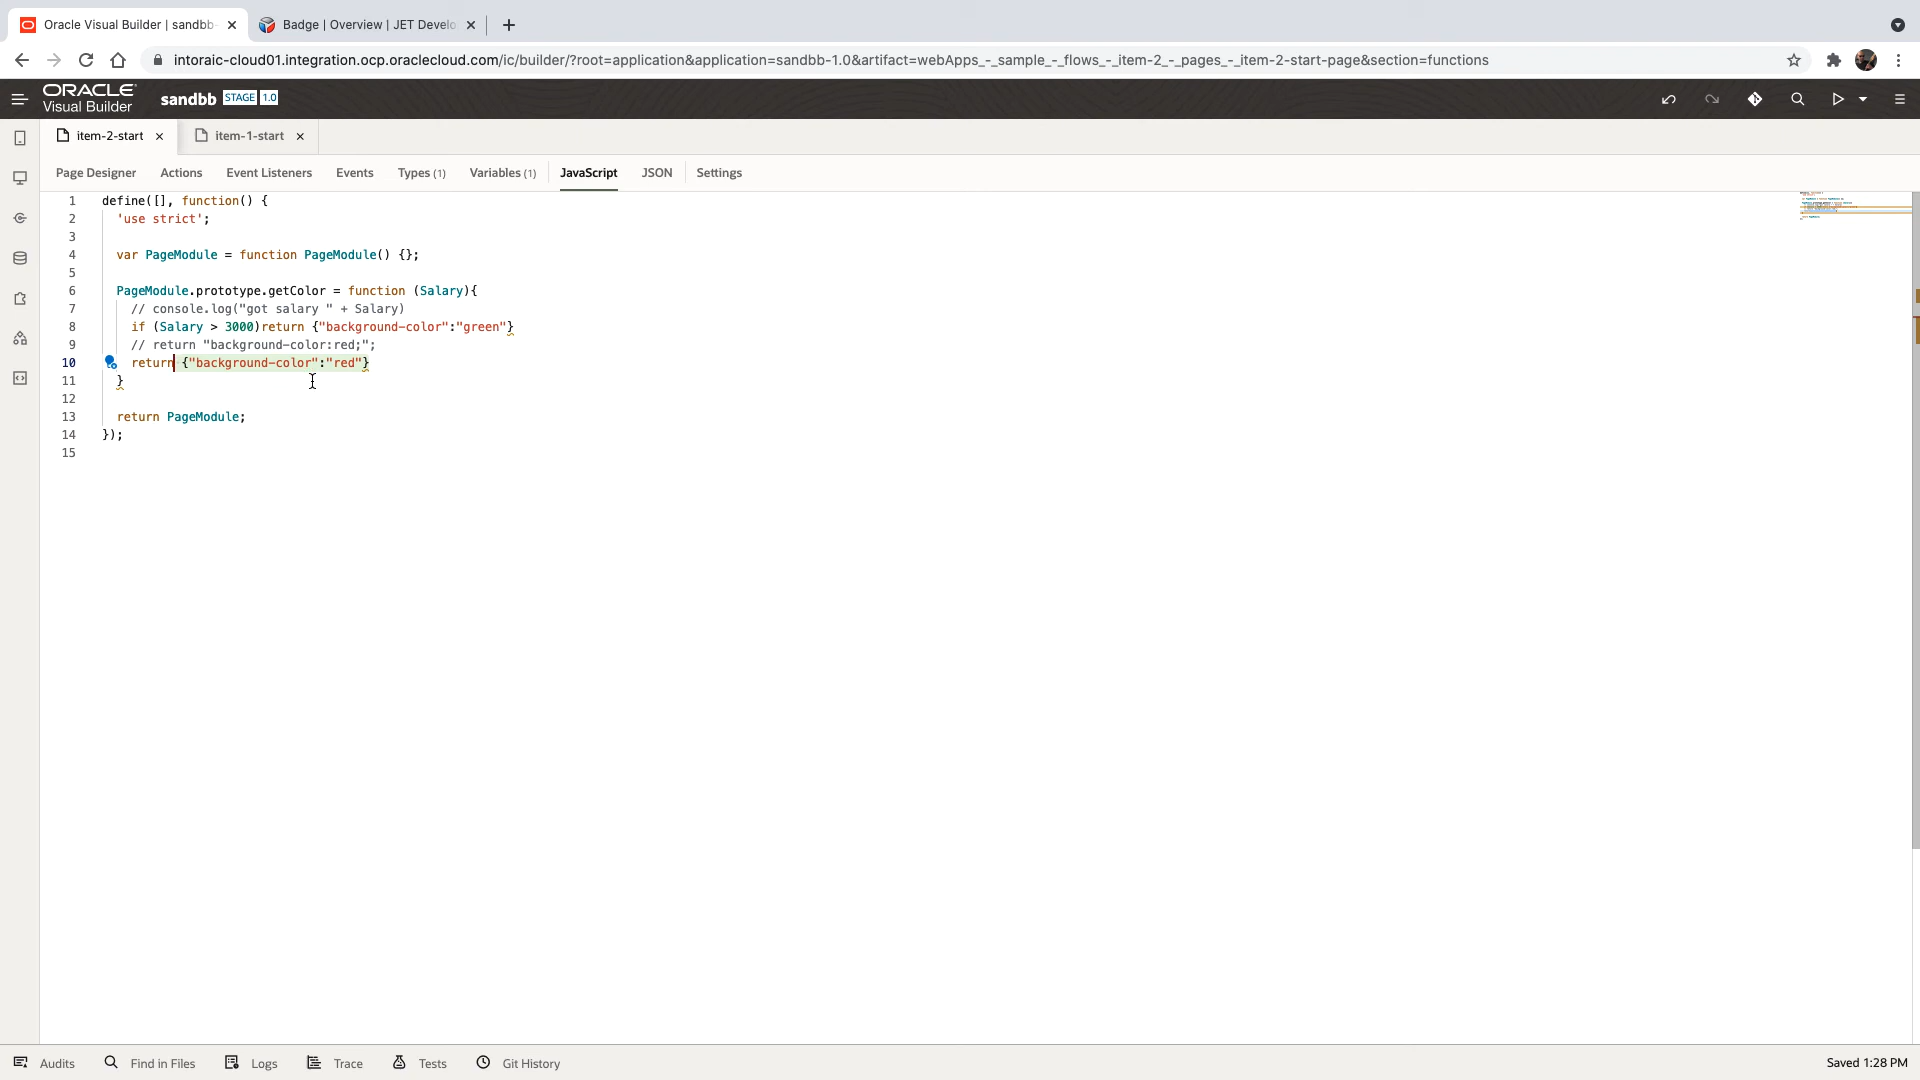 Oracle Visual Builder | sandbb-
Badge | Overview | JET Develo
intoraic-cloud01.integration.ocp.oraclecloud.com/ic/builder/?root=application&application=sandbb-1.0&artifact=webApps_-_sample_-_flows_-_item-2_-_pages_-_item-2-start-page&section=functions
ORACLE
Visual Builder
sandbb STAGE 1.0
item-2-start
item-1-start
Page Designer
Actions
Event Listeners
Events
Types (1)
Variables (1)
JavaScript
JSON
Settings
1 define([], function() {
2 'use strict';
3
4 var PageModule = function PageModule() {};
5
6 PageModule.prototype.getColor = function (Salary){
7 // console.log("got salary " + Salary)
8 if (Salary > 3000)return {"background-color":"green"}
9 // return "background-color:red;";
10 return {"background-color":"red"}
11 }
12
13 return PageModule;
14 });
15
Audits
Find in Files
Logs
Trace
Tests
Git History
Saved 1:28 PM